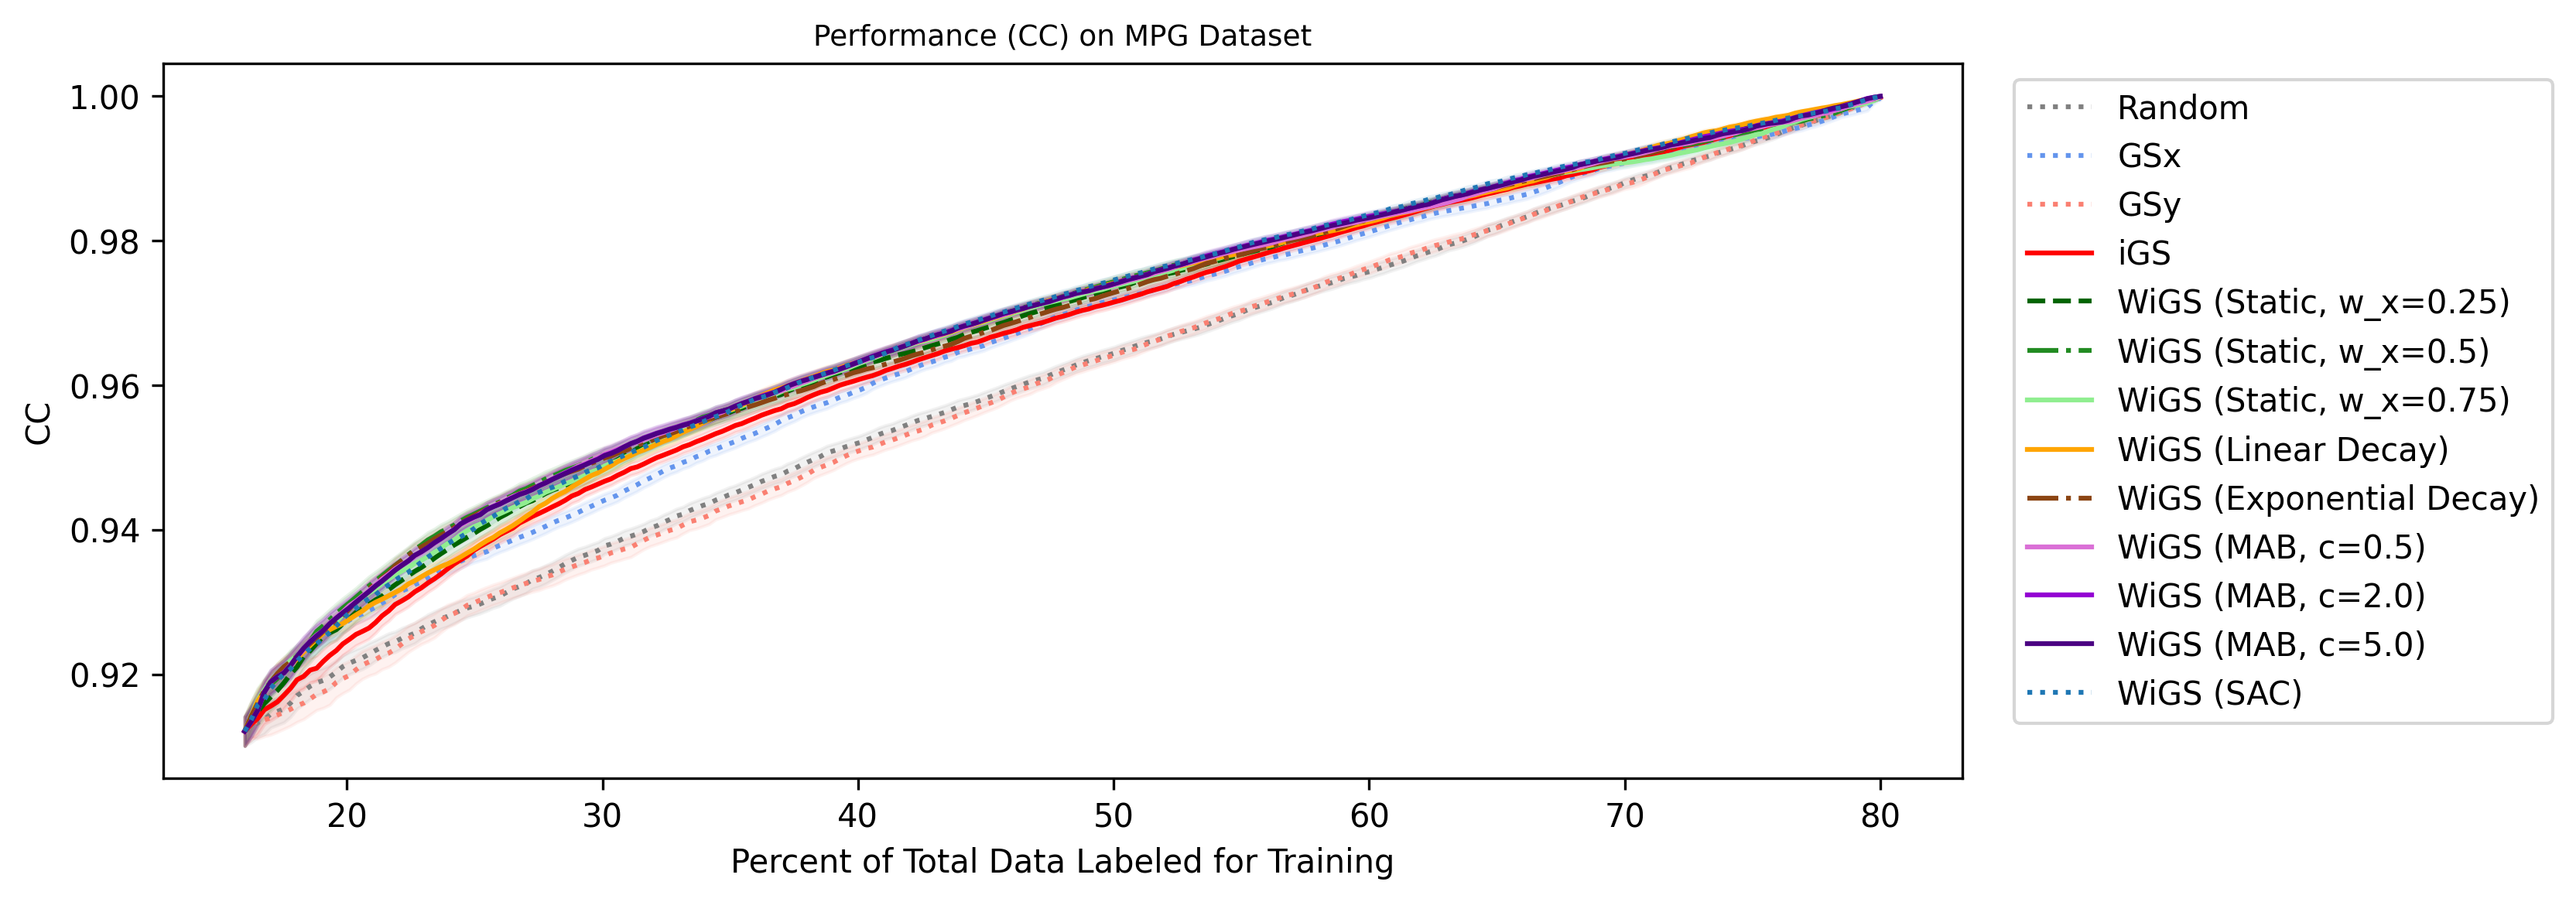 Performance (CC) on MPG Dataset
1.00
0.98
0.96
0.94
0.92
CC
20
30
40
50
60
70
80
Percent of Total Data Labeled for Training
Random
GSx
GSy
iGS
WiGS (Static, w_x=0.25)
WiGS (Static, w_x=0.5)
WiGS (Static, w_x=0.75)
WiGS (Linear Decay)
WiGS (Exponential Decay)
WiGS (MAB, c=0.5)
WiGS (MAB, c=2.0)
WiGS (MAB, c=5.0)
WiGS (SAC)